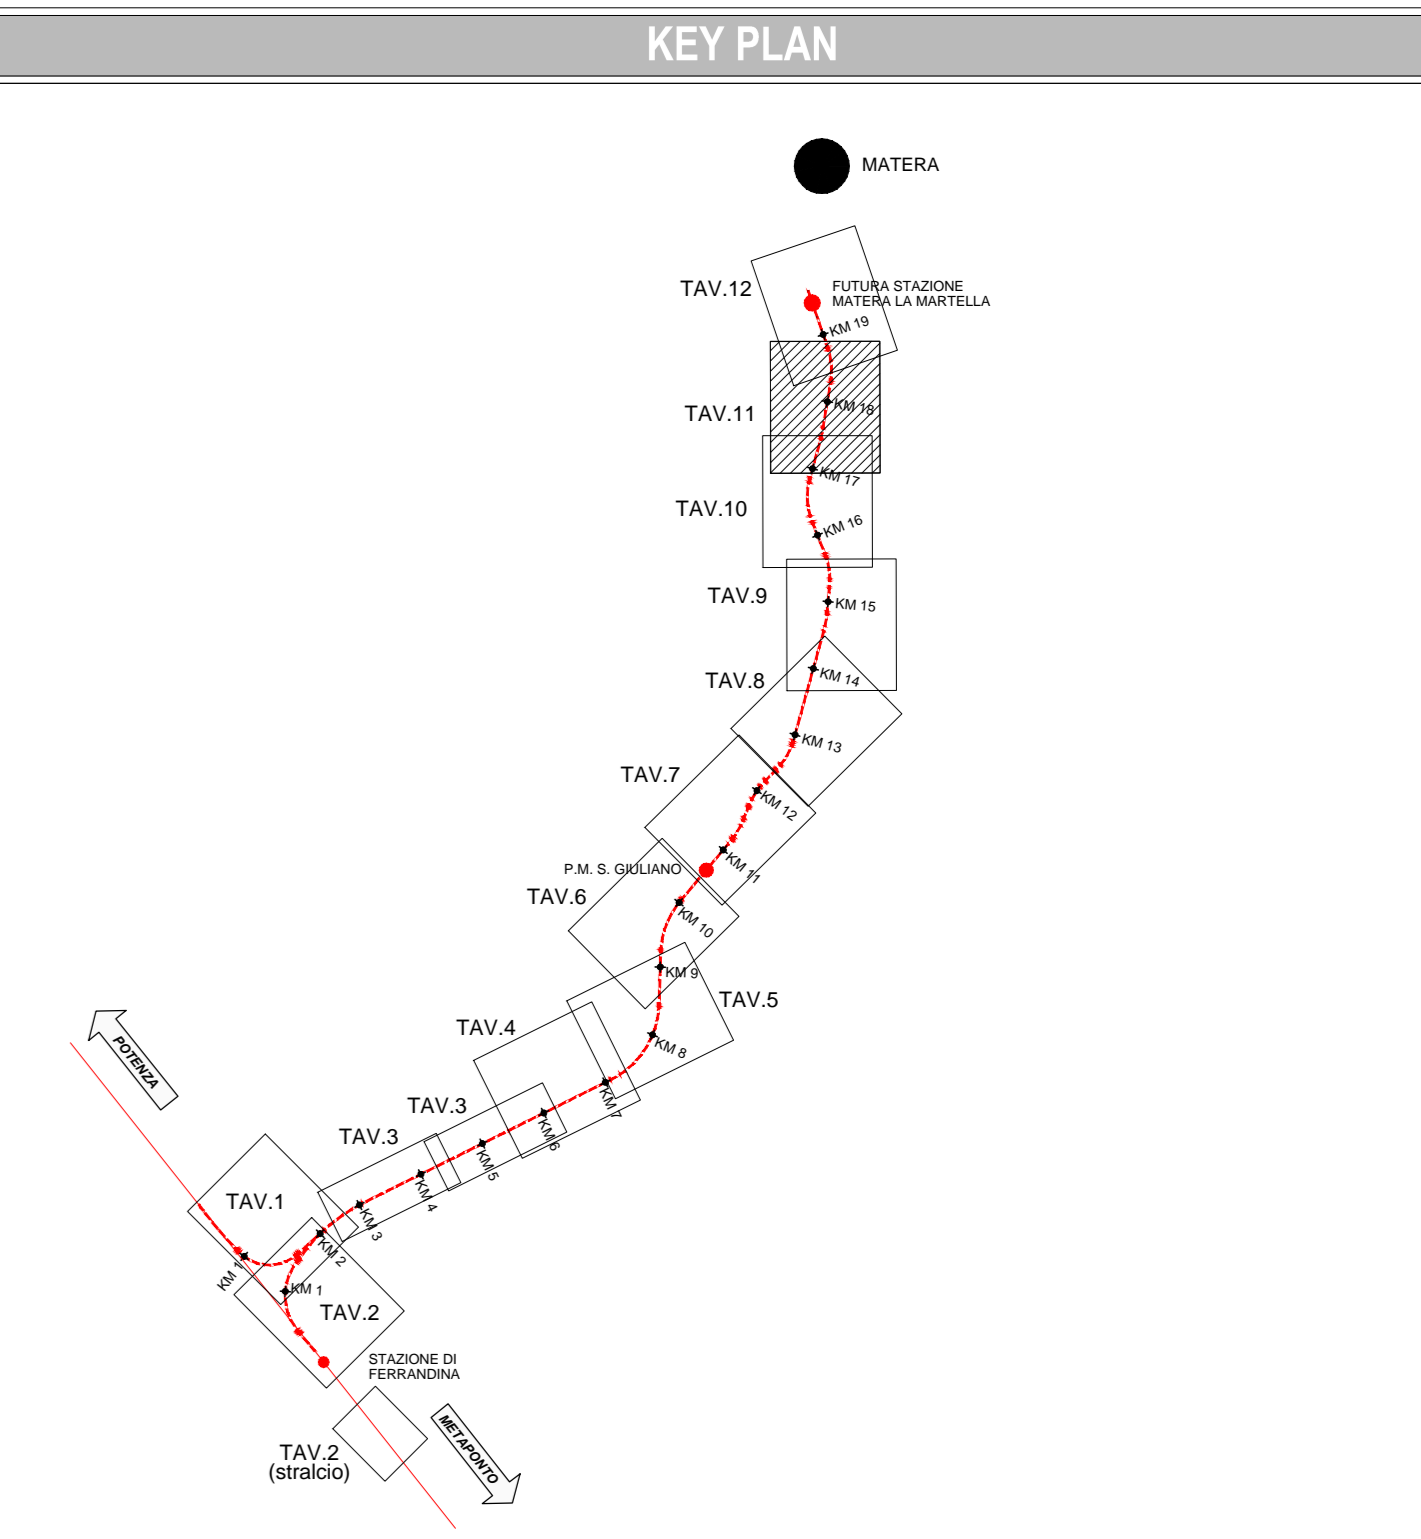 KEY PLAN
MATERA
TAV.12
FUTURA STAZIONE
MATERA LA MARTELLA
KM 19
TAV.11
KM 18
KM 17
TAV.10
KM 16
TAV.9
KM 15
TAV.8
KM 14
KM 13
TAV.7
KM 12
P.M. S. GIULIANO
KM 11
TAV.6
KM 10
KM 9
TAV.5
TAV.4
KM 8
POTENZA
KM 7
TAV.3
KM 6
TAV.3
KM 5
KM 4
TAV.1
KM 3
KM 2
KM 1
KM 1
TAV.2
STAZIONE DI
FERRANDINA
METAPONTO
TAV.2
(stralcio)